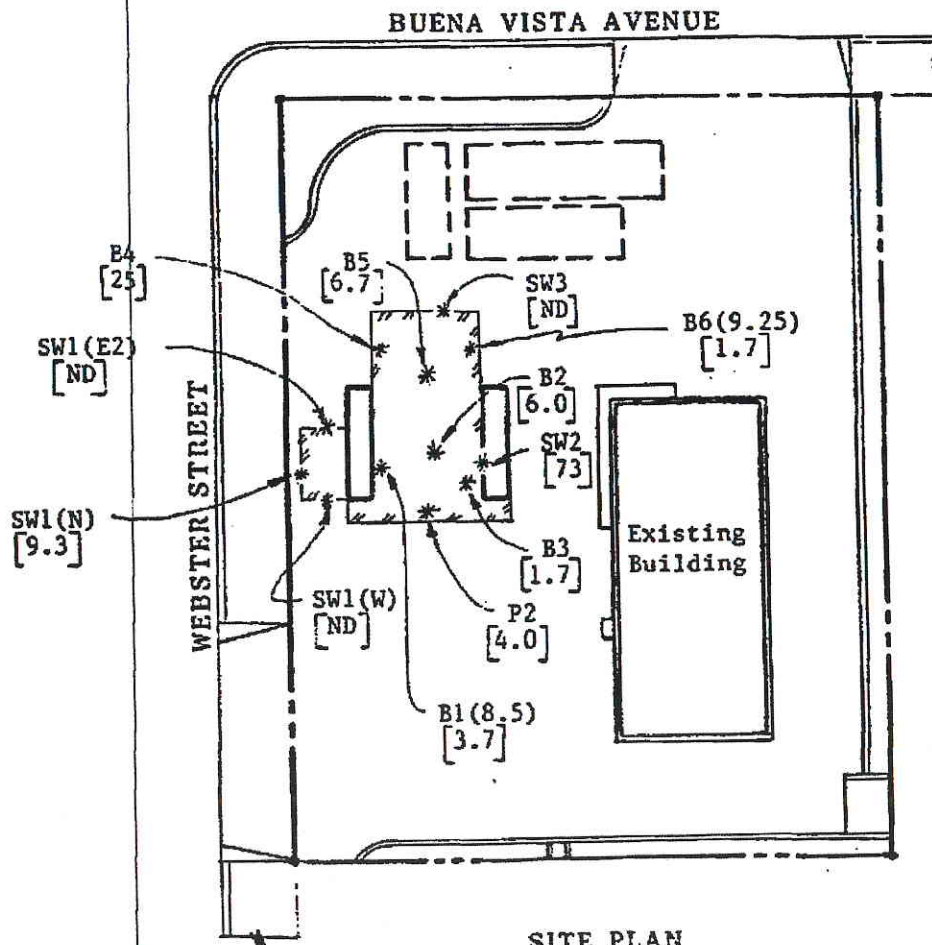 BUENA VISTA AVENUE
B4
[25]
B5
[6.7]
SW3
[ND]
B6(9.25)
[1.7]
SW1(E2)
[ND]
B2
[6.0]
SW2
[73]
WEBSTER STREET
SW1(N)
[9.3]
Existing
Building
B3
[1.7]
SW1(W)
[ND]
P2
[4.0]
B1(8.5)
[3.7]
SITE PLAN